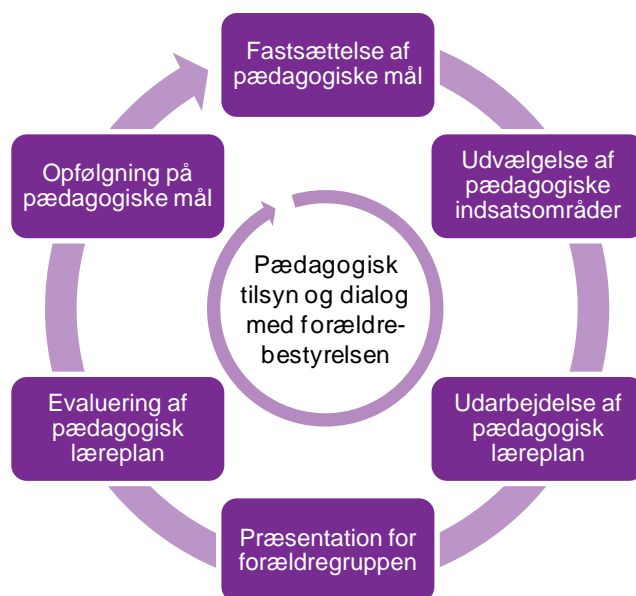 Fastsættelse af
pædagogiske mål
Udvælgelse af
pædagogiske
indsatsområder
Udarbejdelse af
pædagogisk
læreplan
Præsentation for
forældregruppen
Evaluering af
pædagogisk
læreplan
Opfølgning på
pædagogiske mål
Pædagogisk
tilsyn og dialog
med forældre-
bestyrelsen